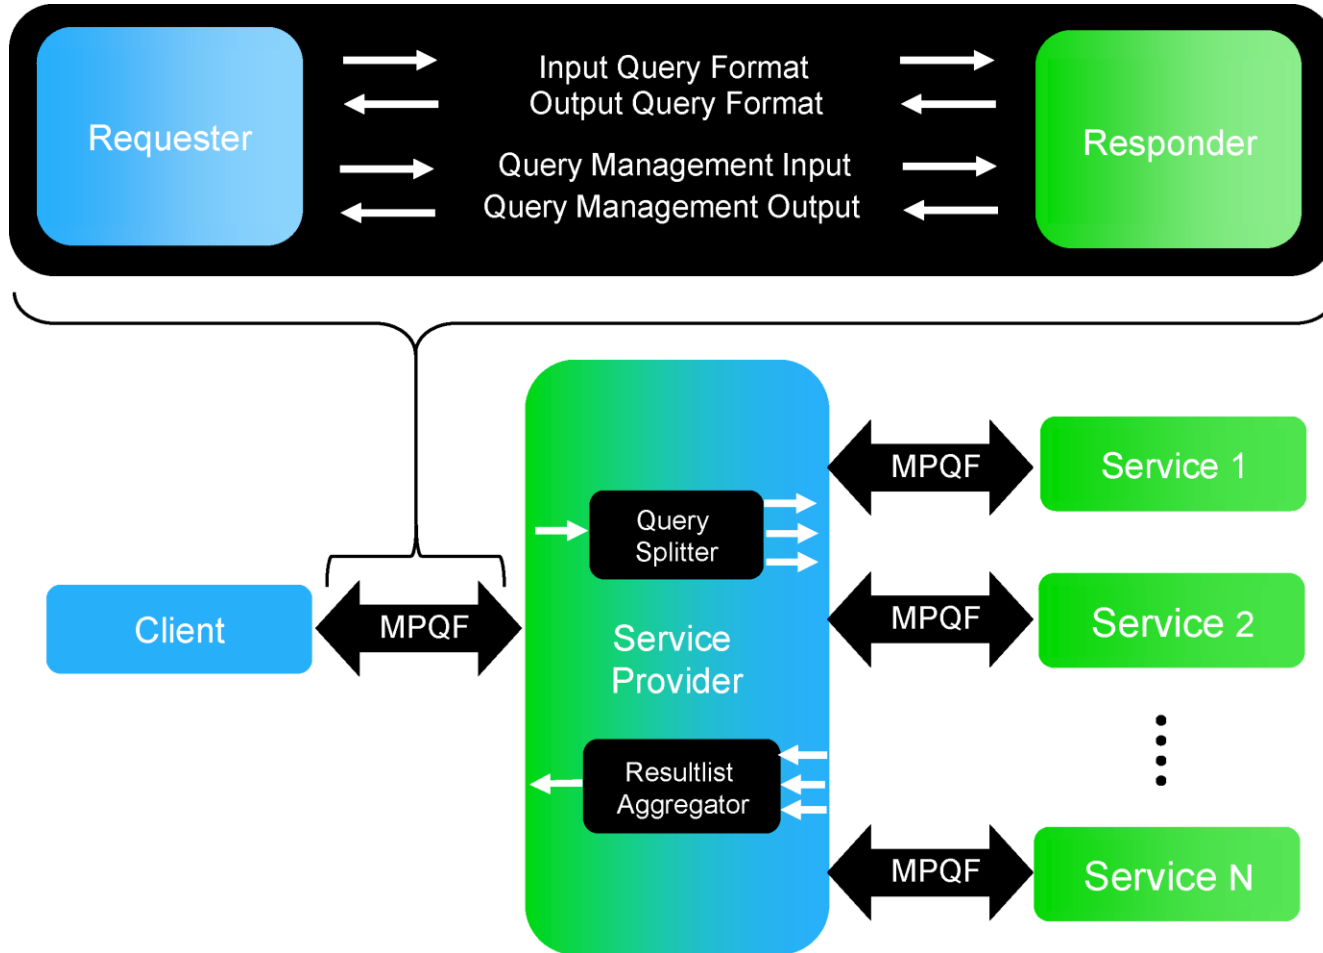 Requester
Input Query Format
Output Query Format
Query Management Input
Query Management Output
Responder
Client
MPQF
Query
Splitter
Service
Provider
Resultlist
Aggregator
MPQF
Service 1
MPQF
Service 2
MPQF
Service N